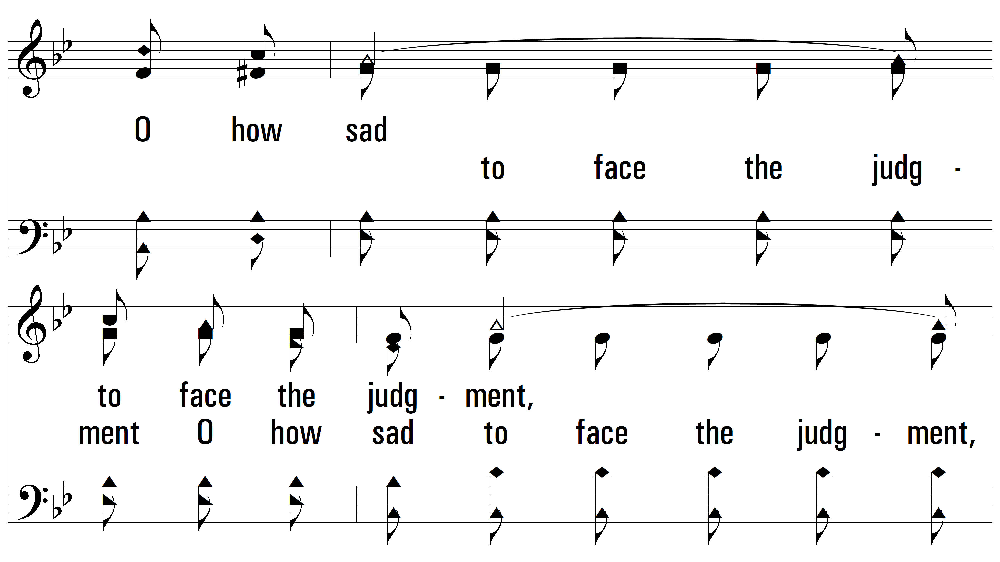 O how sad
to face the judg -
to face the judg - ment,
ment O how sad to face the judg - ment,